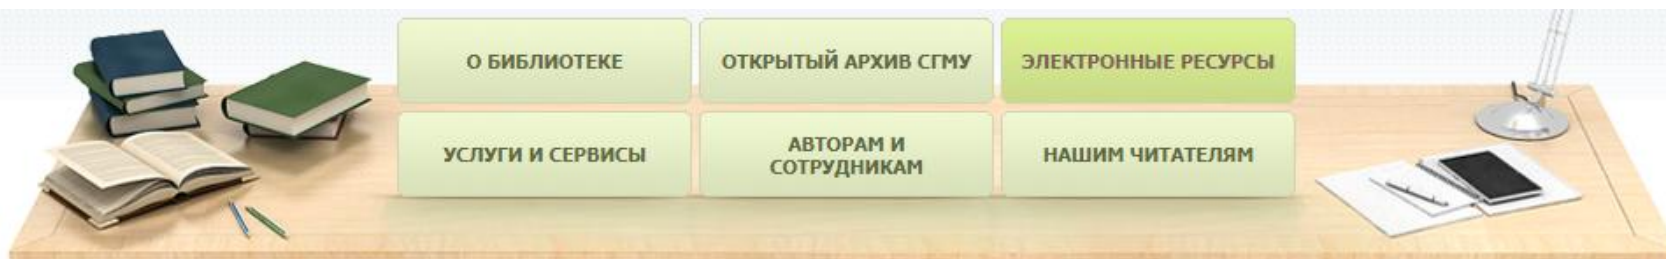 О БИБЛИОТЕКЕ
ОТКРЫТЫЙ АРХИВ СГМУ
ЭЛЕКТРОННЫЕ РЕСУРСЫ
УСЛУГИ И СЕРВИСЫ
АВТОРАМ И
СОТРУДНИКАМ
НАШИМ ЧИТАТЕЛЯМ